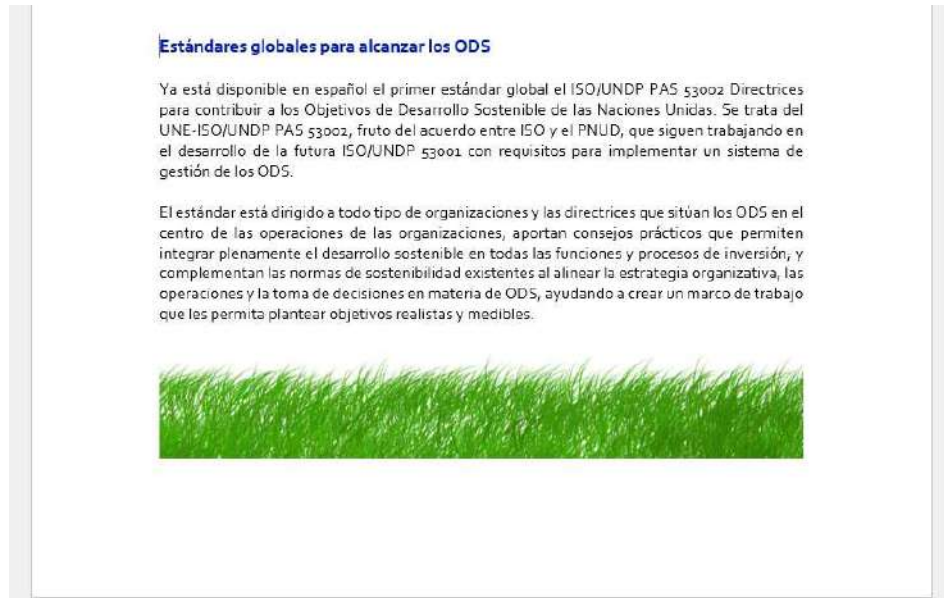 Estándares globales para alcanzar los ODS
Ya está disponible en español el primer estándar global el ISO/UNDP PAS 53002 Directrices
para contribuir a los Objetivos de Desarrollo Sostenible de las Naciones Unidas. Se trata del
UNE-ISO/UNDP PAS 53002, fruto del acuerdo entre ISO y el PNUD, que siguen trabajando en
el desarrollo de la futura ISO/UNDP 53001 con requisitos para implementar un sistema de
gestión de los ODS.
El estándar está dirigido a todo tipo de organizaciones y las directrices que sitúan los ODS en el
centro de las operaciones de las organizaciones, aportan consejos prácticos que permiten
integrar plenamente el desarrollo sostenible en todas las funciones y procesos de inversión, y
complementan las normas de sostenibilidad existentes al alinear la estrategia organizativa, las
operaciones y la toma de decisiones en materia de ODS, ayudando a crear un marco de trabajo
que les permita plantear objetivos realistas y medibles.